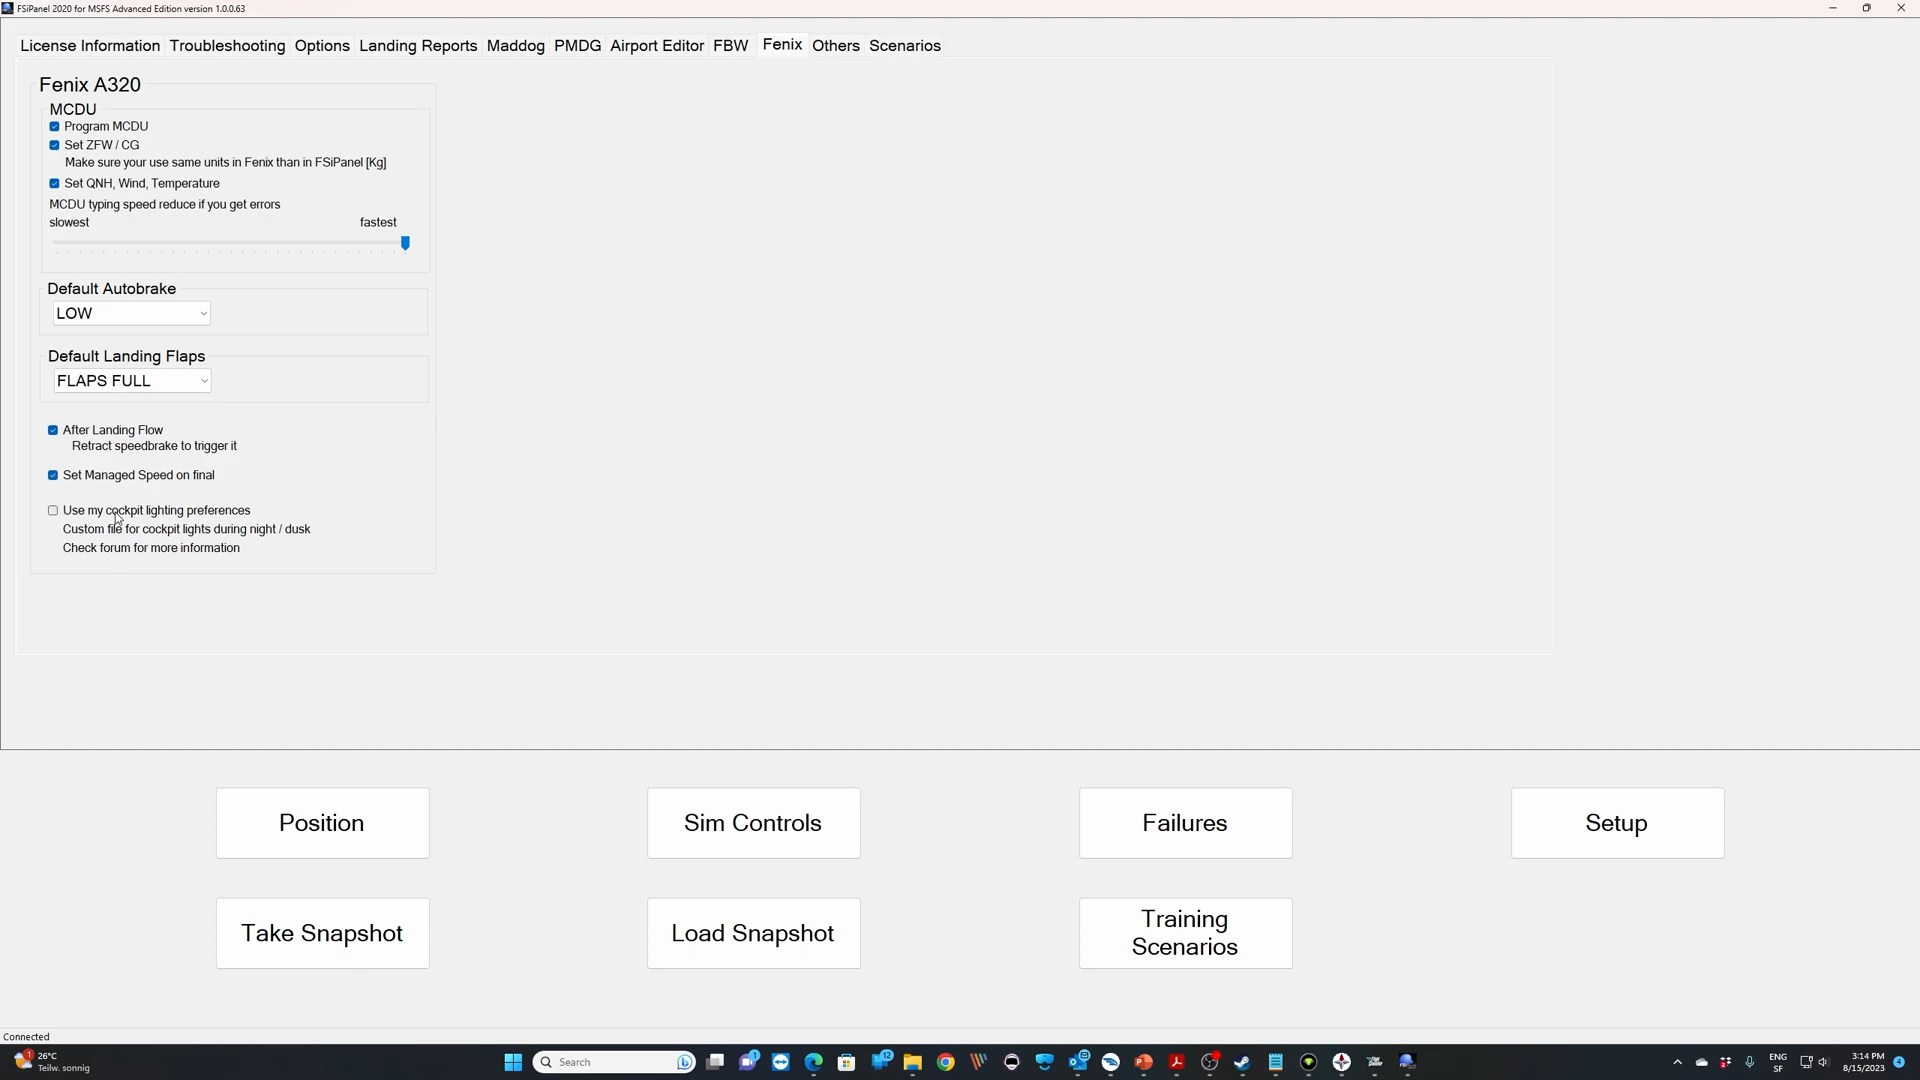 FSiPanel 2020 for MSFS Advanced Edition version 1.0.0.63
License Information Troubleshooting Options Landing Reports Maddog PMDG Airport Editor FBW Fenix Others Scenarios
Fenix A320
MCDU
Program MCDU
Set ZFW / CG
Make sure your use same units in Fenix than in FSiPanel [Kg]
Set QNH, Wind, Temperature
MCDU typing speed reduce if you get errors
slowest fastest
Default Autobrake
LOW
Default Landing Flaps
FLAPS FULL
After Landing Flow
Retract speedbrake to trigger it
Set Managed Speed on final
Use my cockpit lighting preferences
Custom file for cockpit lights during night / dusk
Check forum for more information
Position Sim Controls Failures Setup
Take Snapshot Load Snapshot Training
Scenarios
Connected
26°C
Teilw. sonnig
Search
ENG
SF
3:14 PM
8/15/2023